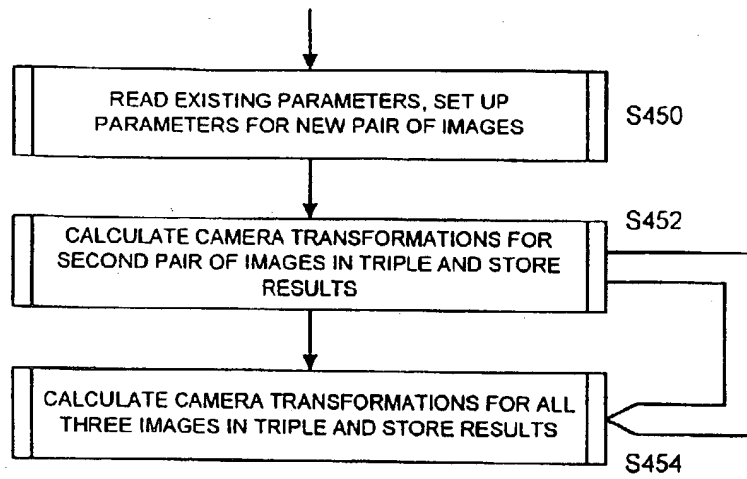 READ EXISTING PARAMETERS, SET UP
PARAMETERS FOR NEW PAIR OF IMAGES
S450
S452
CALCULATE CAMERA TRANSFORMATIONS FOR
SECOND PAIR OF IMAGES IN TRIPLE AND STORE
RESULTS
CALCULATE CAMERA TRANSFORMATIONS FOR ALL
THREE IMAGES IN TRIPLE AND STORE RESULTS
S454